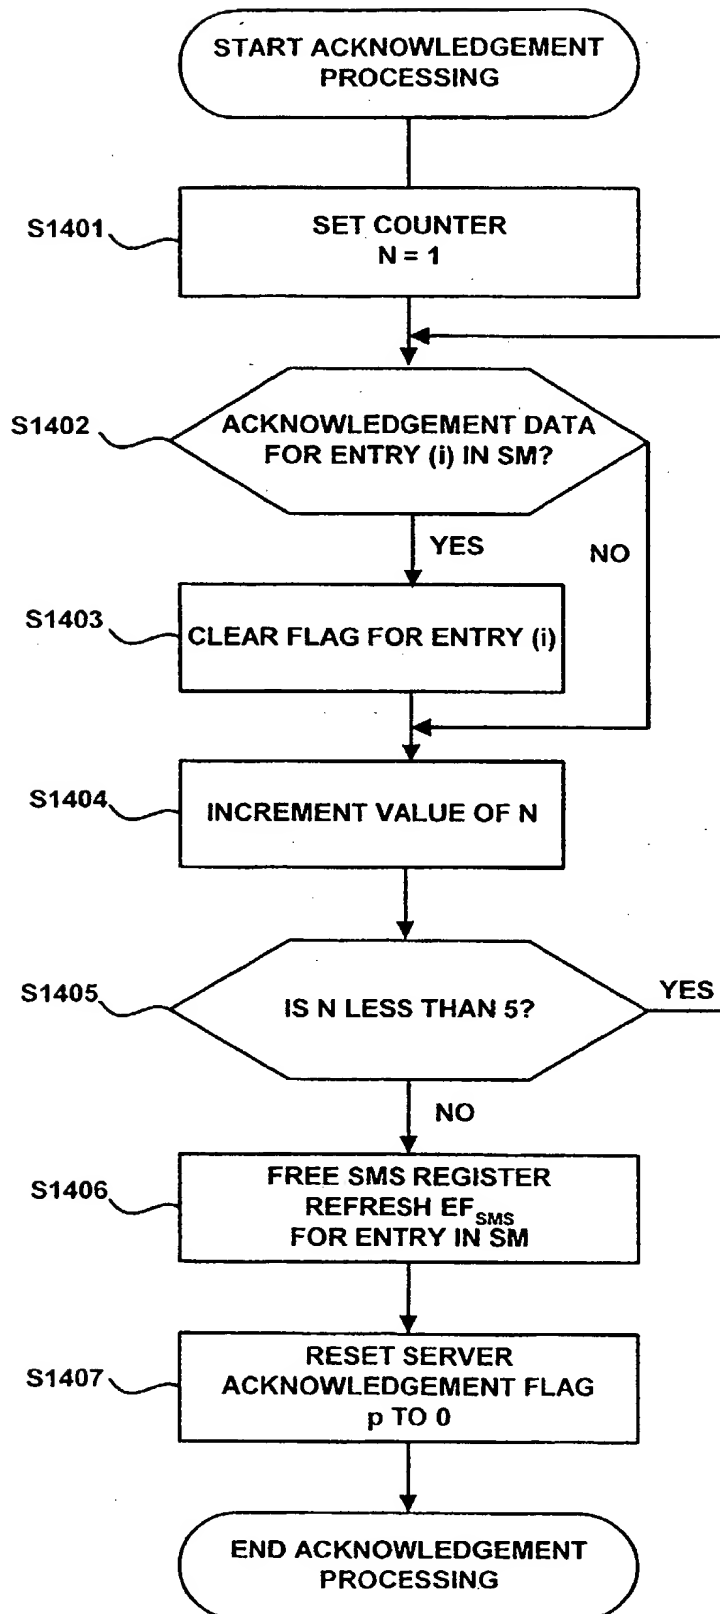 START ACKNOWLEDGEMENT
PROCESSING
S1401
SET COUNTER
N = 1
S1402
ACKNOWLEDGEMENT DATA
FOR ENTRY (i) IN SM?
YES
NO
S1403
CLEAR FLAG FOR ENTRY (i)
S1404
INCREMENT VALUE OF N
S1405
IS N LESS THAN 5?
YES
NO
S1406
FREE SMS REGISTER
REFRESH EF_SMS
FOR ENTRY IN SM
S1407
RESET SERVER
ACKNOWLEDGEMENT FLAG
p TO 0
END ACKNOWLEDGEMENT
PROCESSING